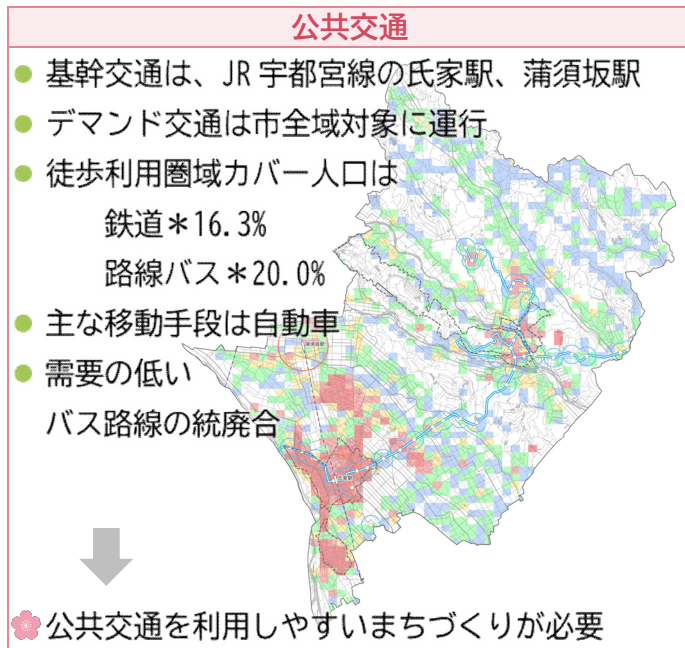 公共交通
基幹交通は、JR宇都宮線の氏家駅、蒲須坂駅
デマンド交通は市全域対象に運行
徒歩利用圏域カバー人口は
鉄道＊16.3%
路線バス＊20.0%
主な移動手段は自動車
需要の低い
バス路線の統廃合
公共交通を利用しやすいまちづくりが必要